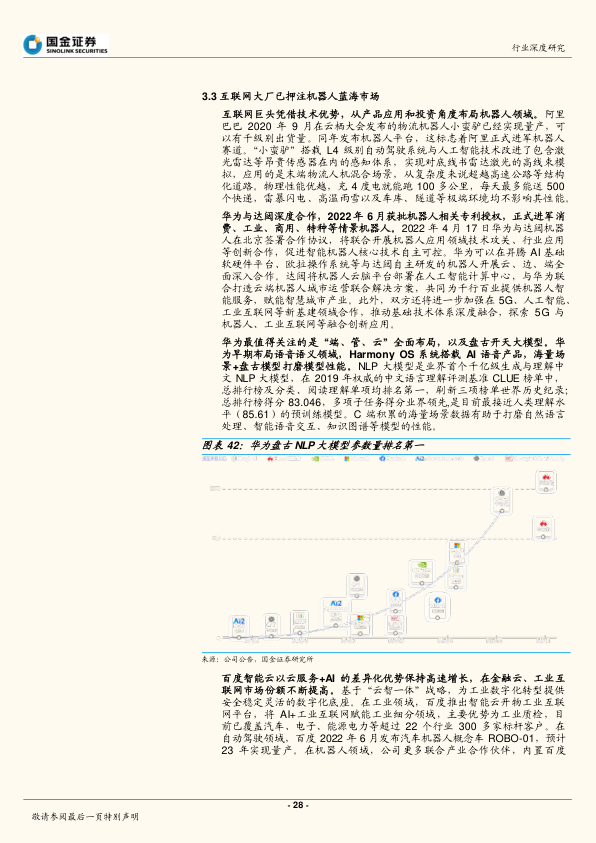 国金证券
SINOLINK SECURITIES
行业深度研究
3.3 互联网大厂已押注机器人蓝海市场
互联网巨头凭借技术优势，从产品应用和投资角度布局机器人领域。阿里
巴巴 2020 年 9 月在云栖大会发布的物流机器人小蛮驴已经实现量产，可
以有千级别出货量。同年发布机器人平台，这标志着阿里正式进军机器人
赛道。“小蛮驴”搭载 L4 级别自动驾驶系统与人工智能技术改进了包含激
光雷达等昂贵传感器在内的感知体系，实现对底线书雷达激光的高线束模
拟，应用的是末端物流人机混合场景，从复杂度来说超越高速公路等结构
化道路。物理性能优越，充 4 度电就能跑 100 多公里，每天最多能送 500
个快递，雷暴闪电、高温雨雪以及车库、隧道等极端环境均不影响其性能。
华为与达闼深度合作，2022 年 6 月获批机器人相关专利授权，正式进军消
费、工业、商用、特种等情景机器人。2022 年 4 月 17 日华为与达闼机器
人在北京签署合作协议，将联合开展机器人应用领域技术攻关、行业应用
等创新合作，促进智能机器人核心技术自主可控。华为可以在昇腾 AI 基础
软硬件平台、欧拉操作系统等与达闼自主研发的机器人开展云、边、端全
面深入合作。达闼将机器人云脑平台部署在人工智能计算中心，与华为联
合打造云端机器人城市运营联合解决方案，共同为千行百业提供机器人智
能服务，赋能智慧城市产业。此外，双方还将进一步加强在 5G、人工智能、
工业互联网等新基建领域合作，推动基础技术体系深度融合，探索 5G 与
机器人、工业互联网等融合创新应用。
华为最值得关注的是“端、管、云”全面布局，以及盘古开天大模型。华
为早期布局语音语义领域，Harmony OS 系统搭载 AI 语音产品，海量场
景+盘古模型打磨模型性能。NLP 大模型是业界首个千亿级生成与理解中
文 NLP 大模型，在 2019 年权威的中文语言理解评测基准 CLUE 榜单中，
总排行榜及分类、阅读理解单项均排名第一，刷新三项榜单世界历史纪录；
总排行榜得分 83.046，多项子任务得分业界领先,是目前最接近人类理解水
平（85.61）的预训练模型。C 端积累的海量场景数据有助于打磨自然语言
处理、智能语音交互、知识图谱等模型的性能。
图表 42：华为盘古 NLP 大模型参数量排名第一
Ai2
Ai2
Ai2
来源：公司公告，国金证券研究所
百度智能云以云服务+AI 的差异化优势保持高速增长，在金融云、工业互
联网市场份额不断提高。基于“云智一体”战略，为工业数字化转型提供
安全稳定灵活的数字化底座。在工业领域，百度推出智能云开物工业互联
网平台，将 AI+工业互联网赋能工业细分领域，主要优势为工业质检，目
前已覆盖汽车、电子、能源电力等超过 22 个行业 300 多家标杆客户。在
自动驾驶领域，百度 2022 年 6 月发布汽车机器人概念车 ROBO-01，预计
23 年实现量产。在机器人领域，公司更多联合产业合作伙伴，内置百度
- 28 -
敬请参阅最后一页特别声明